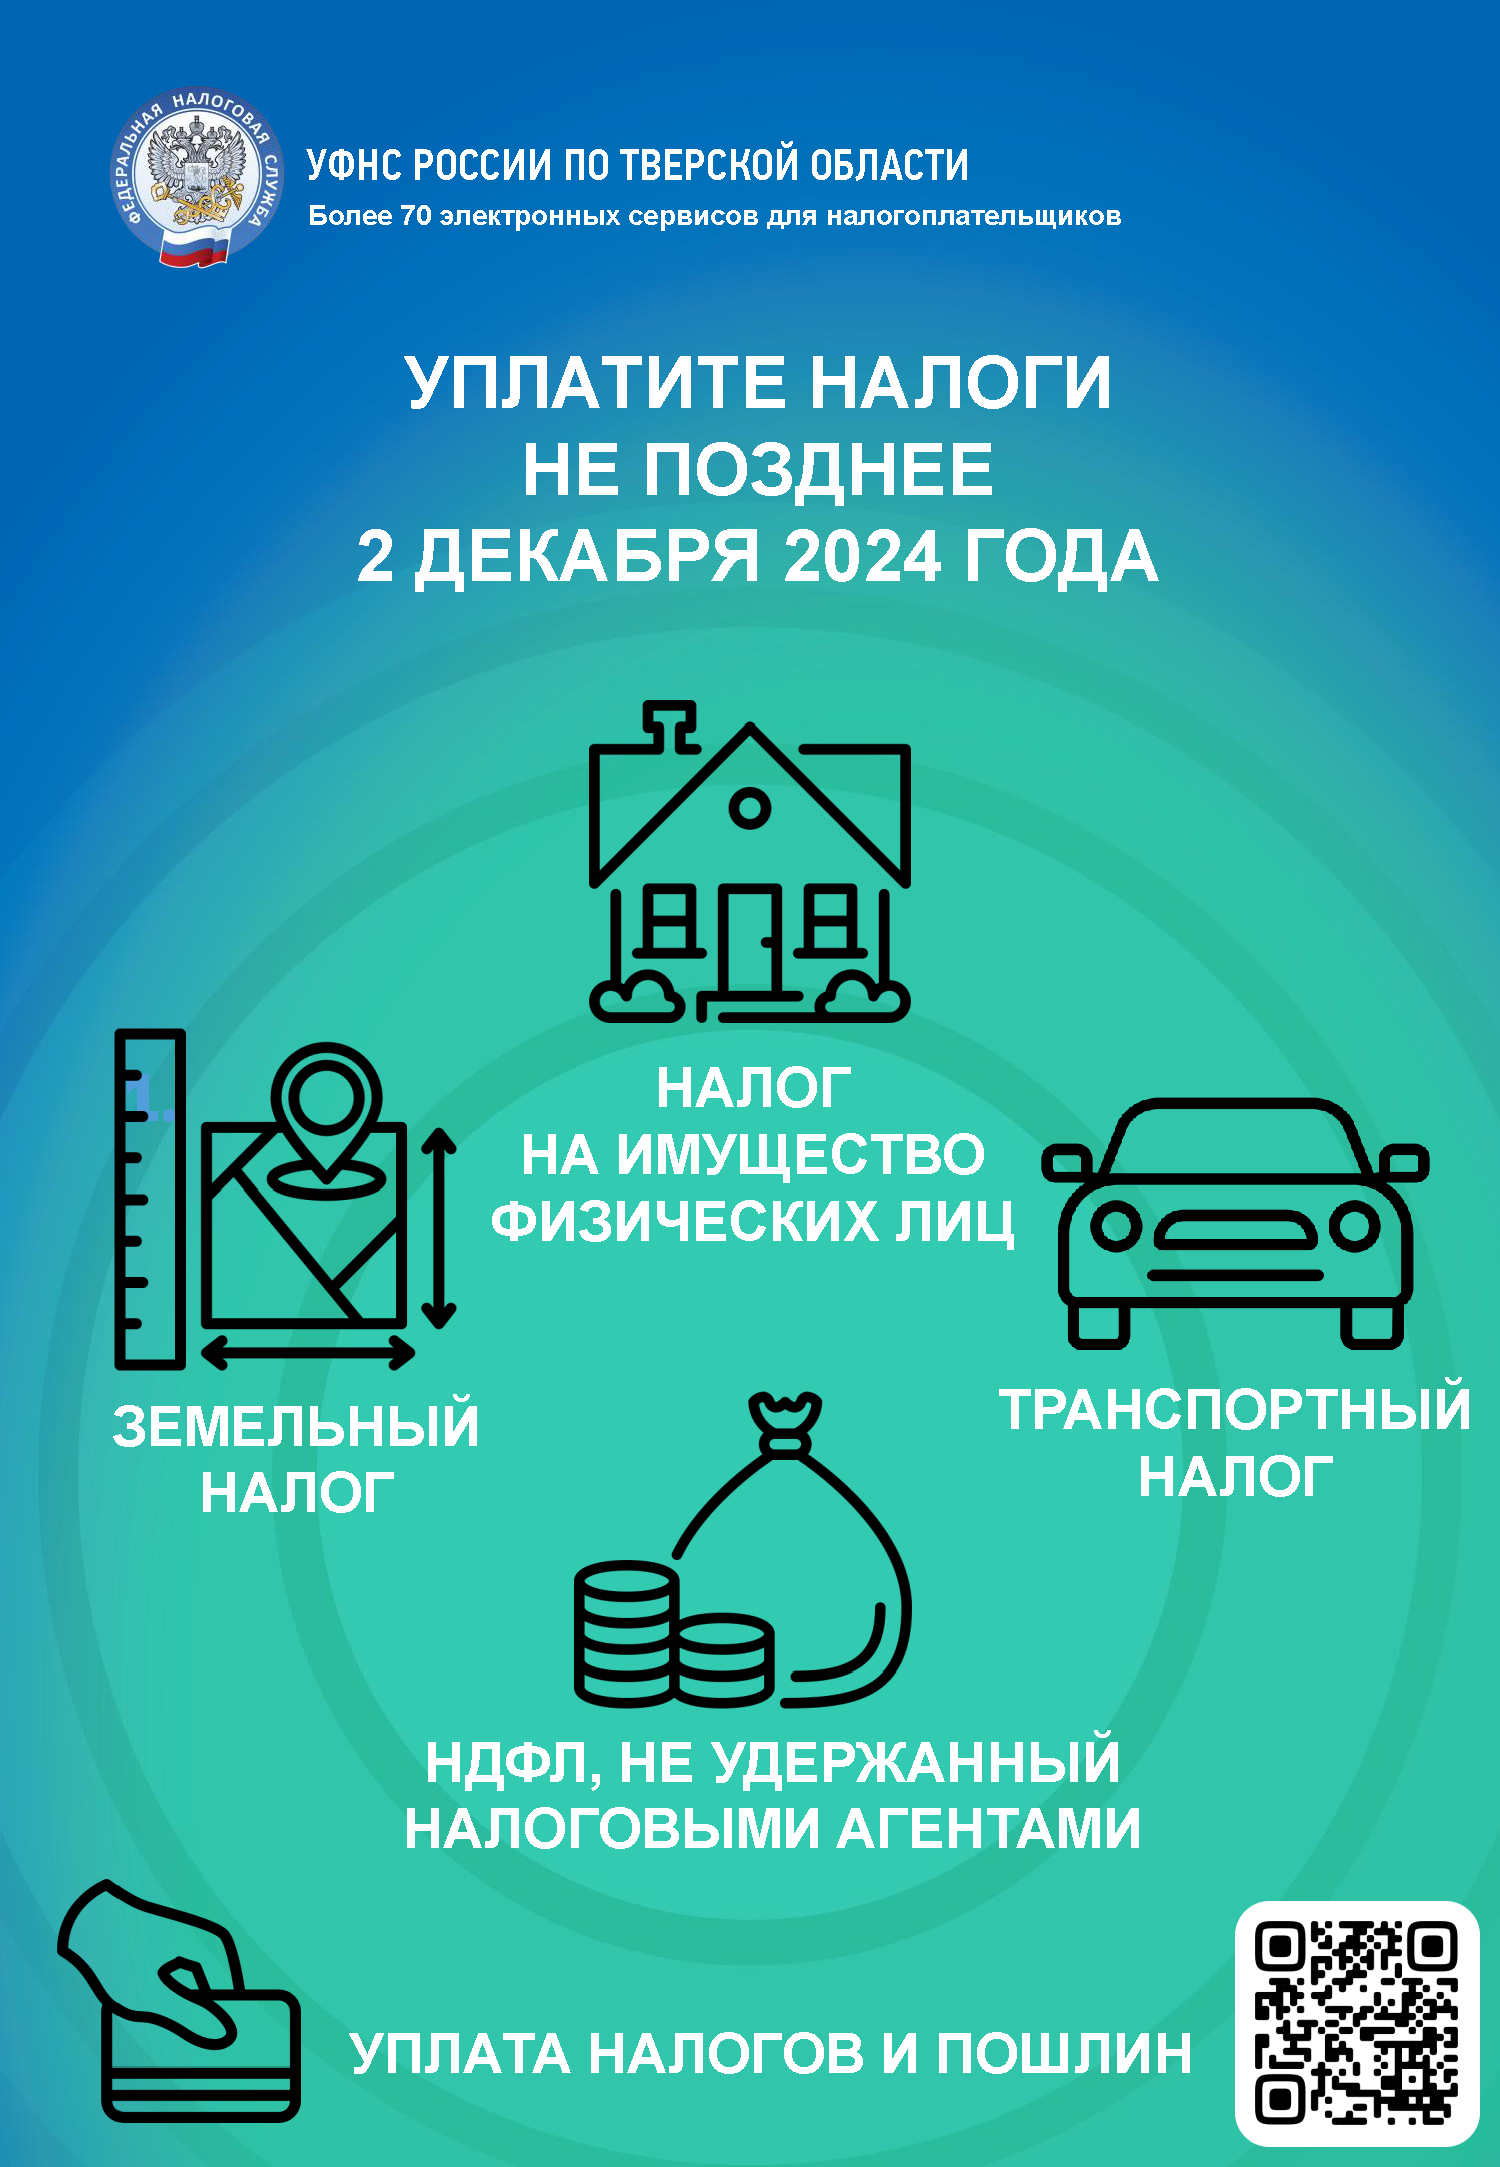 ФЕДЕРАЛЬНАЯ НАЛОГОВАЯ СЛУЖБА
УФНС РОССИИ ПО ТВЕРСКОЙ ОБЛАСТИ
Более 70 электронных сервисов для налогоплательщиков
УПЛАТИТЕ НАЛОГИ
НЕ ПОЗДНЕЕ
2 ДЕКАБРЯ 2024 ГОДА
НАЛОГ
НА ИМУЩЕСТВО
ФИЗИЧЕСКИХ ЛИЦ
1.
ЗЕМЕЛЬНЫЙ
НАЛОГ
ТРАНСПОРТНЫЙ
НАЛОГ
НДФЛ, НЕ УДЕРЖАННЫЙ
НАЛОГОВЫМИ АГЕНТАМИ
УПЛАТА НАЛОГОВ И ПОШЛИН